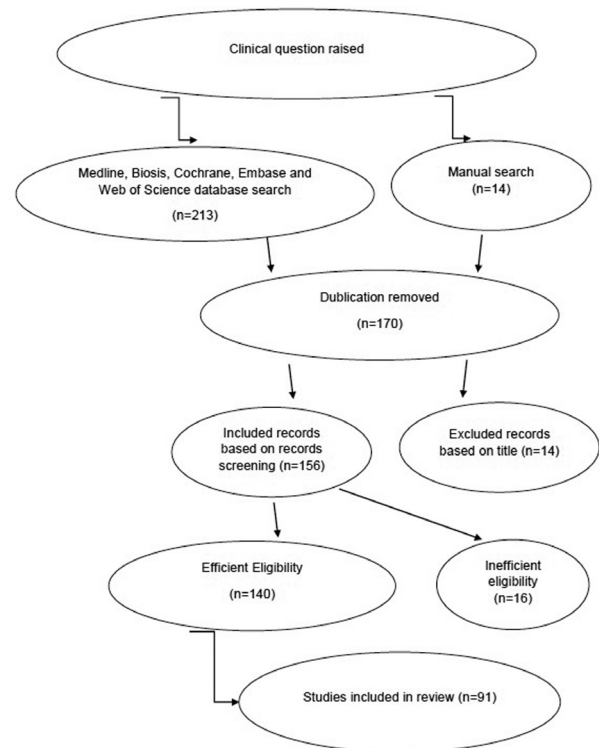 Clinical question raised
Medline, Biosis, Cochrane, Embase and
Web of Science database search
(n=213)
Manual search
(n=14)
Dublication removed
(n=170)
Included records
based on records
screening (n=156)
Excluded records
based on title (n=14)
Efficient Eligibility
(n=140)
Inefficient
eligibility
(n=16)
Studies included in review (n=91)